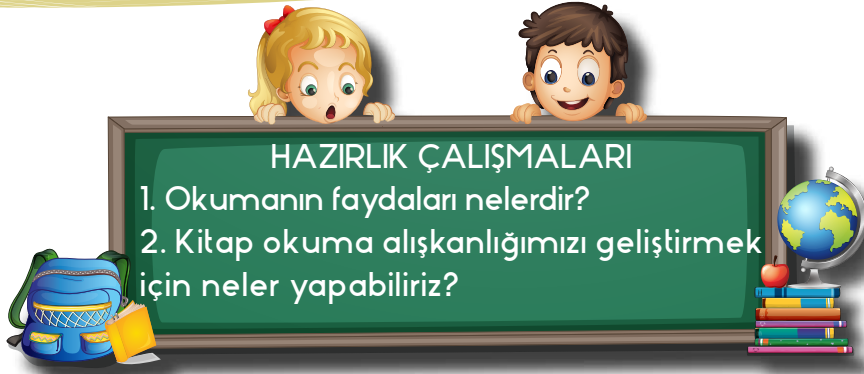 HAZIRLIK ÇALIŞMALARI
1. Okumanın faydaları nelerdir?
2. Kitap okuma alışkanlığımızı geliştirmek
için neler yapabiliriz?